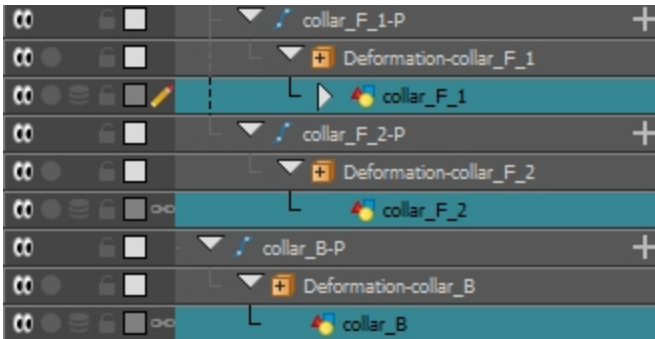 collar_F_1-P
Deformation-collar_F_1
collar_F_1
collar_F_2-P
Deformation-collar_F_2
collar_F_2
collar_B-P
Deformation-collar_B
collar_B